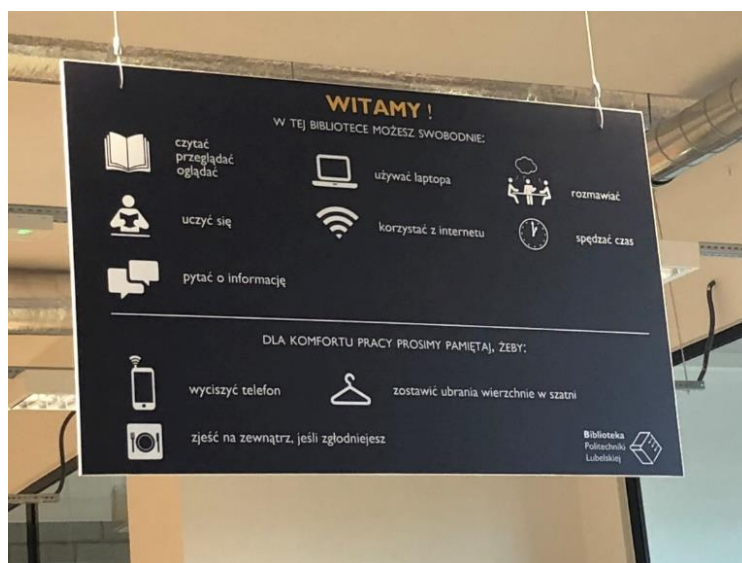 WITAMY !
W TEJ BIBLIOTECE MOŻESZ SWOBODNIE:
czytać
przeglądać
oglądać
używać laptopa
rozmawiać
uczyć się
korzystać z internetu
spędzać czas
pytać o informację
DLA KOMFORTU PRACY PROSIMY PAMIĘTAJ, ŻEBY:
wyciszyć telefon
zostawić ubrania wierzchnie w szatni
zjeść na zewnątrz, jeśli zgłodniejesz
Biblioteka
Politechniki
Lubelskiej